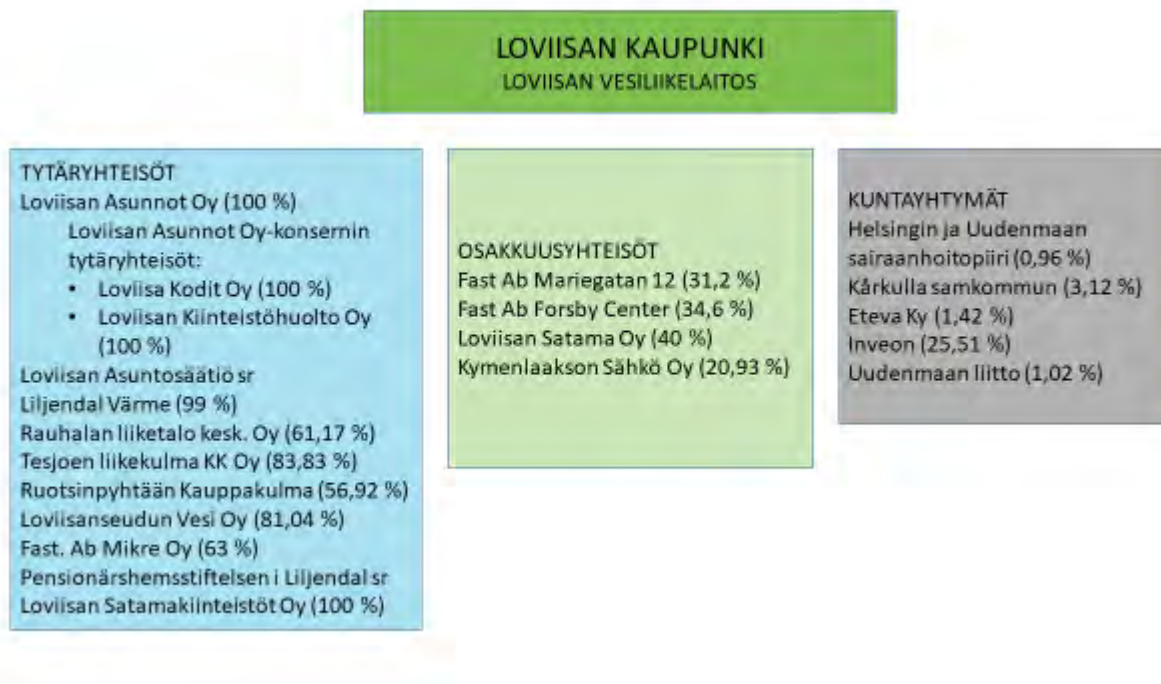 LOVIISAN KAUPUNKI
LOVIISAN VESILIIKELAITOS
TYTÄRYHTEISÖT
Loviisan Asunnot Oy (100 %)
Loviisan Asunnot Oy-konsernin
tytäryhteisöt:
• Loviisa Kodit Oy (100 %)
• Loviisan Kiinteistöhuolto Oy
(100 %)
Loviisan Asuntosäätiö sr
Liljendal Värme (99 %)
Rauhalan liiketalo kesk. Oy (61,17 %)
Tesjoen liikekulma KK Oy (83,83 %)
Ruotsinpyhtään Kauppakulma (56,92 %)
Loviisanseudun Vesi Oy (81,04 %)
Fast. Ab Mikre Oy (63 %)
Pensionärshemsstiftelsen i Liljendal sr
Loviisan Satamakiinteistöt Oy (100 %)
OSAKKUUSYHTEISÖT
Fast Ab Mariegatan 12 (31,2 %)
Fast Ab Forsby Center (34,6 %)
Loviisan Satama Oy (40 %)
Kymenlaakson Sähkö Oy (20,93 %)
KUNTAYHTYMÄT
Helsingin ja Uudenmaan
sairaanhoitopiiri (0,96 %)
Kårkulla samkommun (3,12 %)
Eteva Ky (1,42 %)
Inveon (25,51 %)
Uudenmaan liitto (1,02 %)